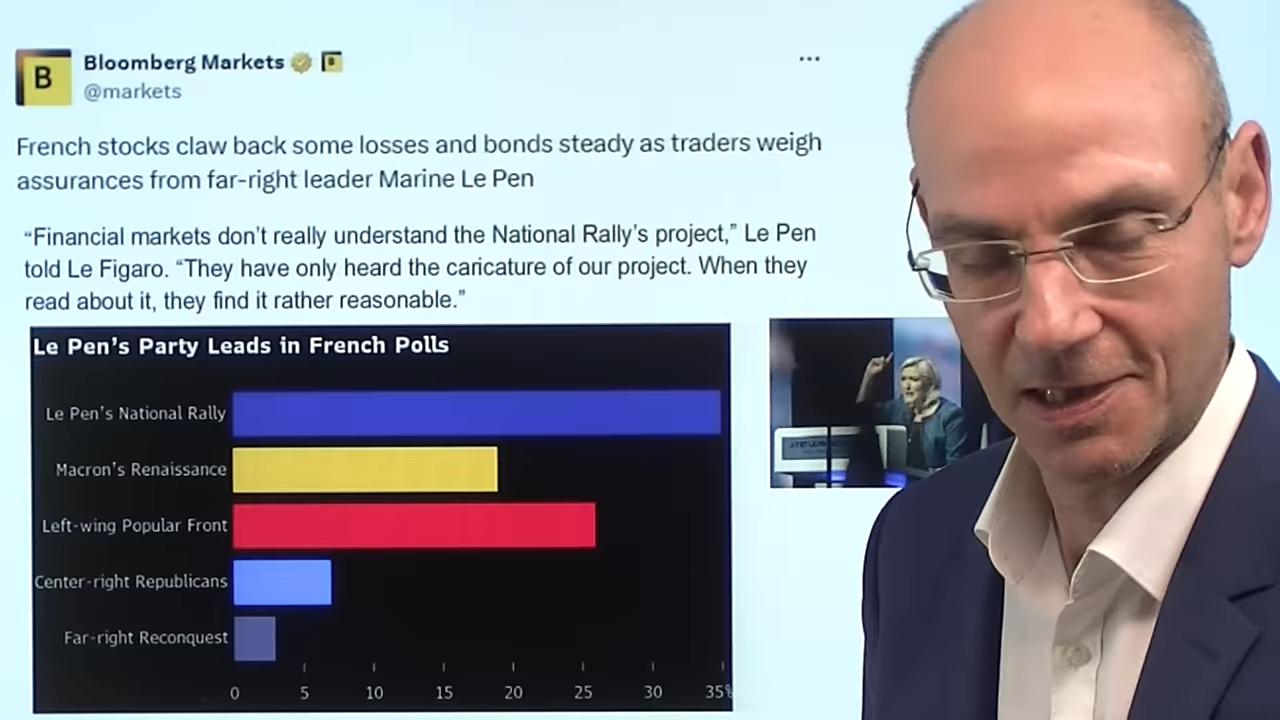 B
Bloomberg Markets
@markets
French stocks claw back some losses and bonds steady as traders weigh
assurances from far-right leader Marine Le Pen
“Financial markets don’t really understand the National Rally’s project,” Le Pen
told Le Figaro. “They have only heard the caricature of our project. When they
read about it, they find it rather reasonable.”
Le Pen’s Party Leads in French Polls
Le Pen’s National Rally
Macron’s Renaissance
Left-wing Popular Front
Center-right Republicans
Far-right Reconquest
0 5 10 15 20 25 30 35%